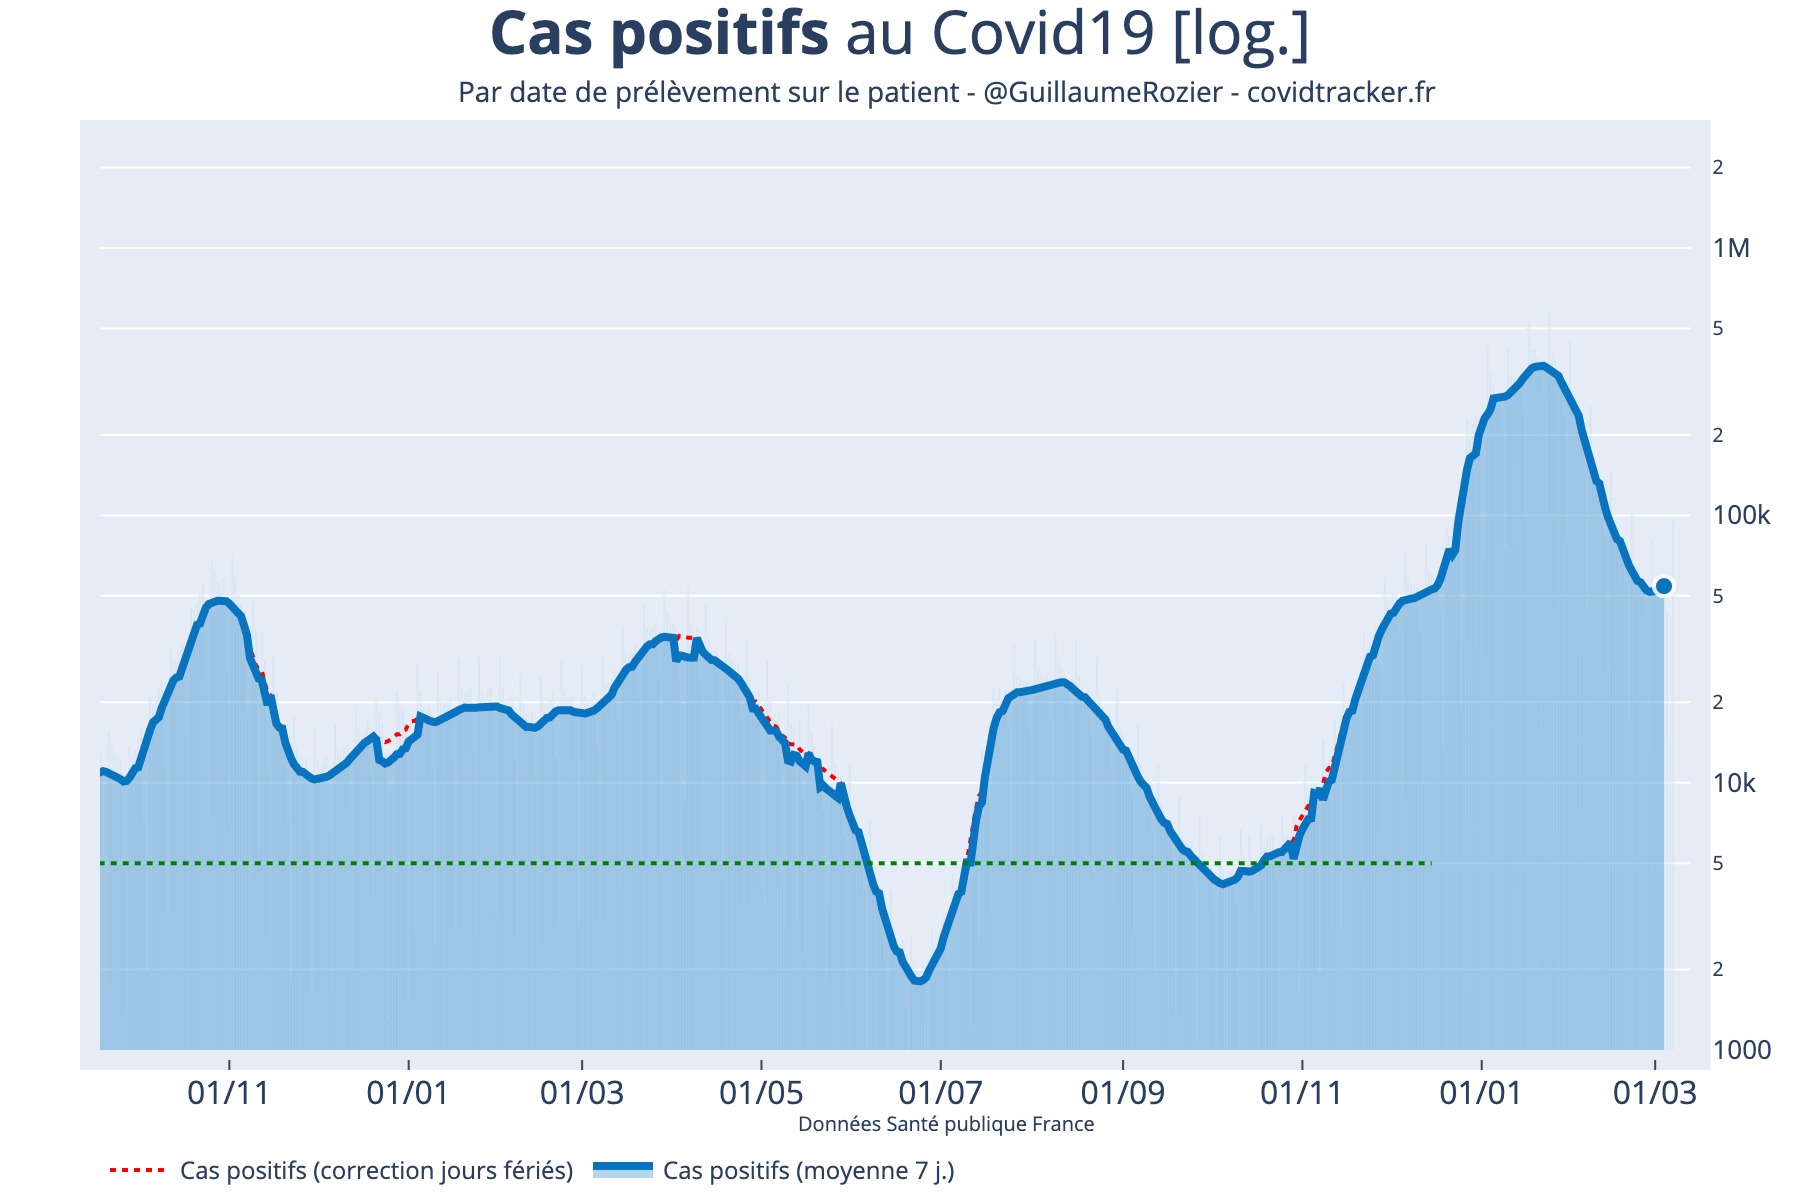 Cas positifs au Covid19 [log.]
Par date de prélèvement sur le patient - @GuillaumeRozier - covidtracker.fr
2
1M
5
2
100k
5
2
10k
5
2
1000
01/11 01/01 01/03 01/05 01/07 01/09 01/11 01/01 01/03
Données Santé publique France
Cas positifs (correction jours fériés) Cas positifs (moyenne 7 j.)